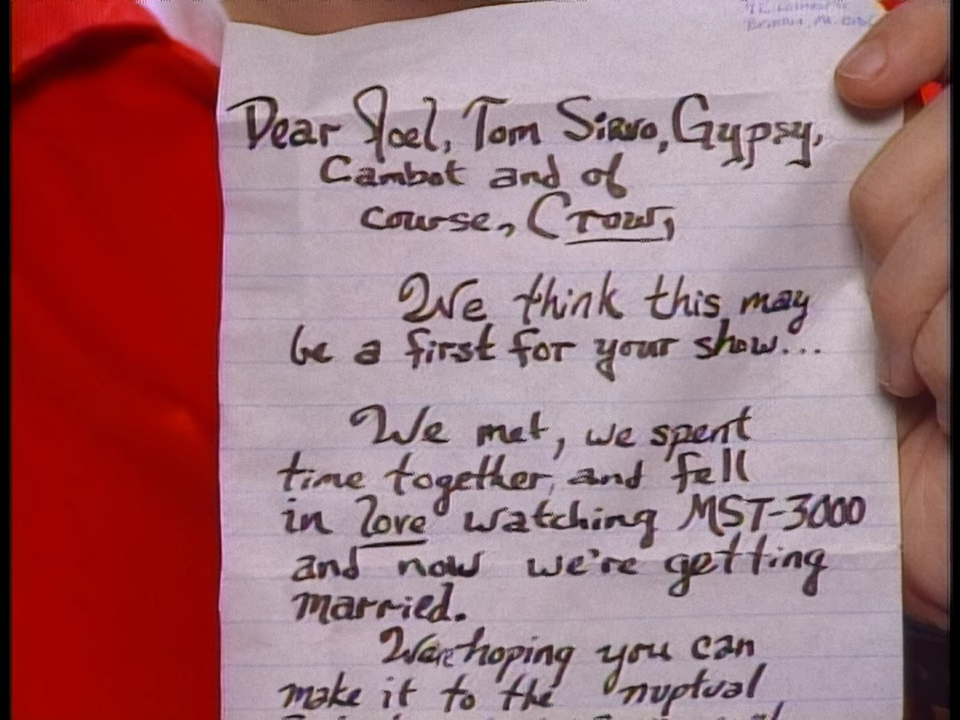 Dear Joel, Tom Sirvo, Gypsy,
Cambot and of
course, Crow,
We think this may
be a first for your show...
We met, we spent
time together, and fell
in love watching MST-3000
and now we're getting
married.
We're hoping you can
make it to the nuptual